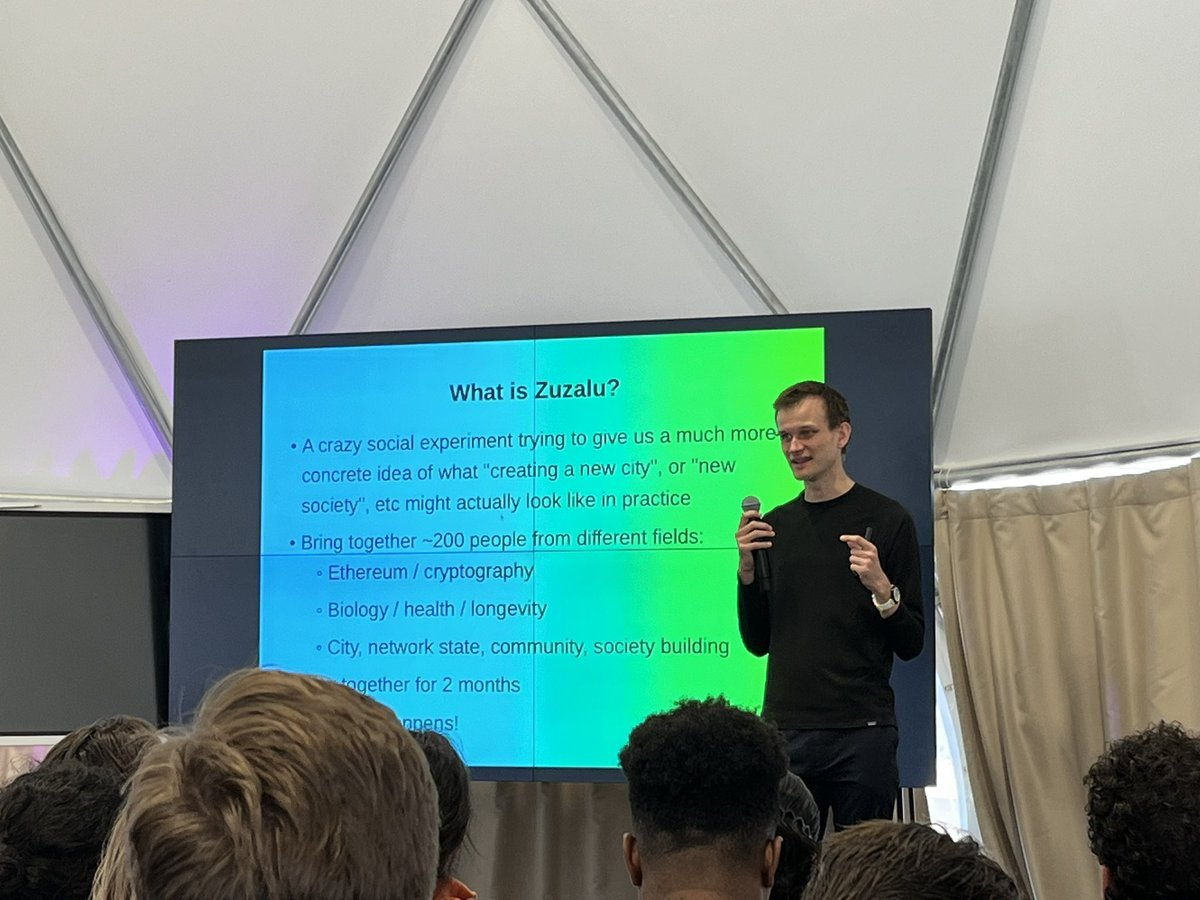 What is Zuzalu?
• A crazy social experiment trying to give us a much more
concrete idea of what "creating a new city", or "new
society", etc might actually look like in practice
• Bring together ~200 people from different fields:
◦ Ethereum / cryptography
◦ Biology / health / longevity
◦ City, network state, community, society building
together for 2 months